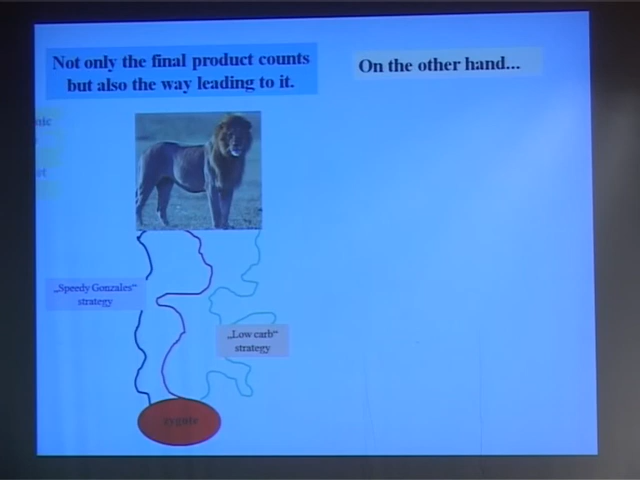 Not only the final product counts
but also the way leading to it.
On the other hand...
„Speedy Gonzales“
strategy
„Low carb“
strategy
zygote